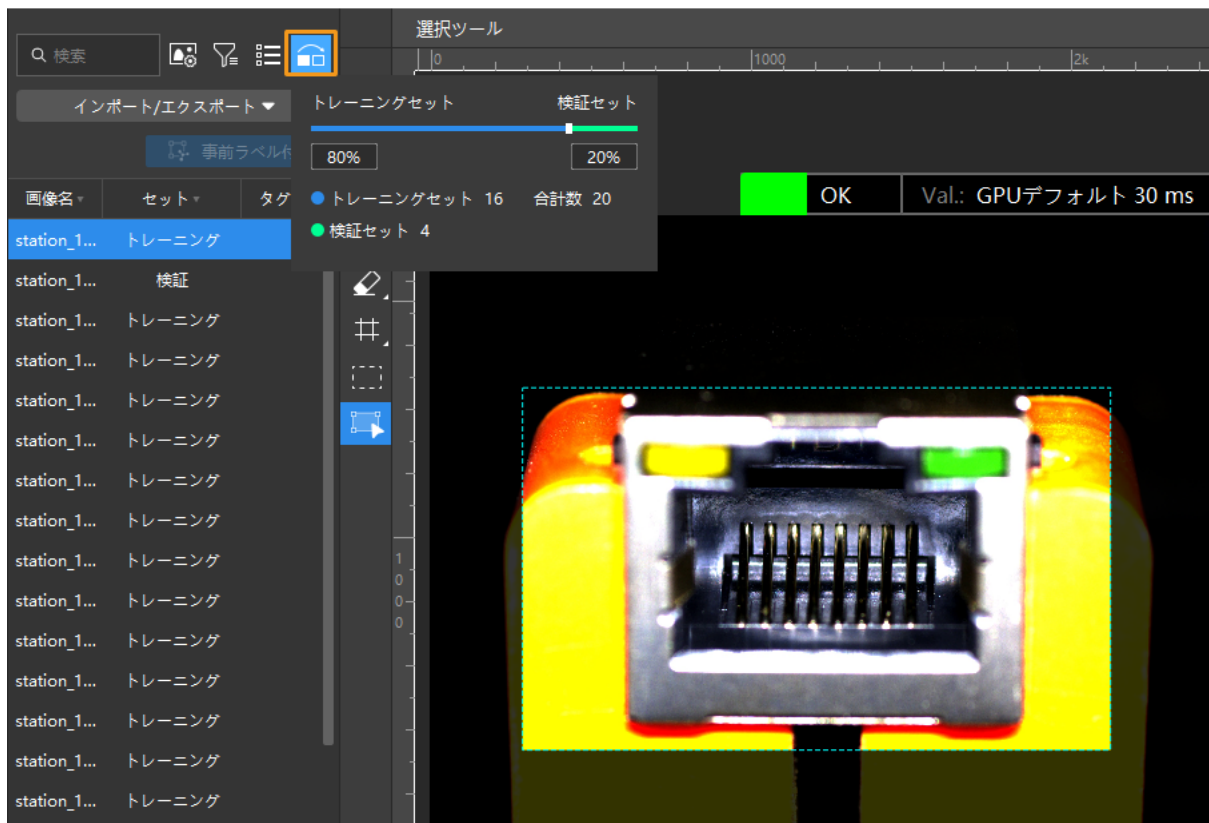 選択ツール
検索
0 1000 2k
インポート/エクスポート
トレーニングセット 検証セット
事前ラベル付
80% 20%
画像名 セット タグ
トレーニングセット 16 合計数 20
検証セット 4
OK Val.: GPUデフォルト 30 ms
station_1... トレーニング
station_1... 検証
station_1... トレーニング
station_1... トレーニング
station_1... トレーニング
station_1... トレーニング
station_1... トレーニング
station_1... トレーニング
station_1... トレーニング
station_1... トレーニング
station_1... トレーニング
station_1... トレーニング
station_1... トレーニング
station_1... トレーニング
station_1... トレーニング
1000